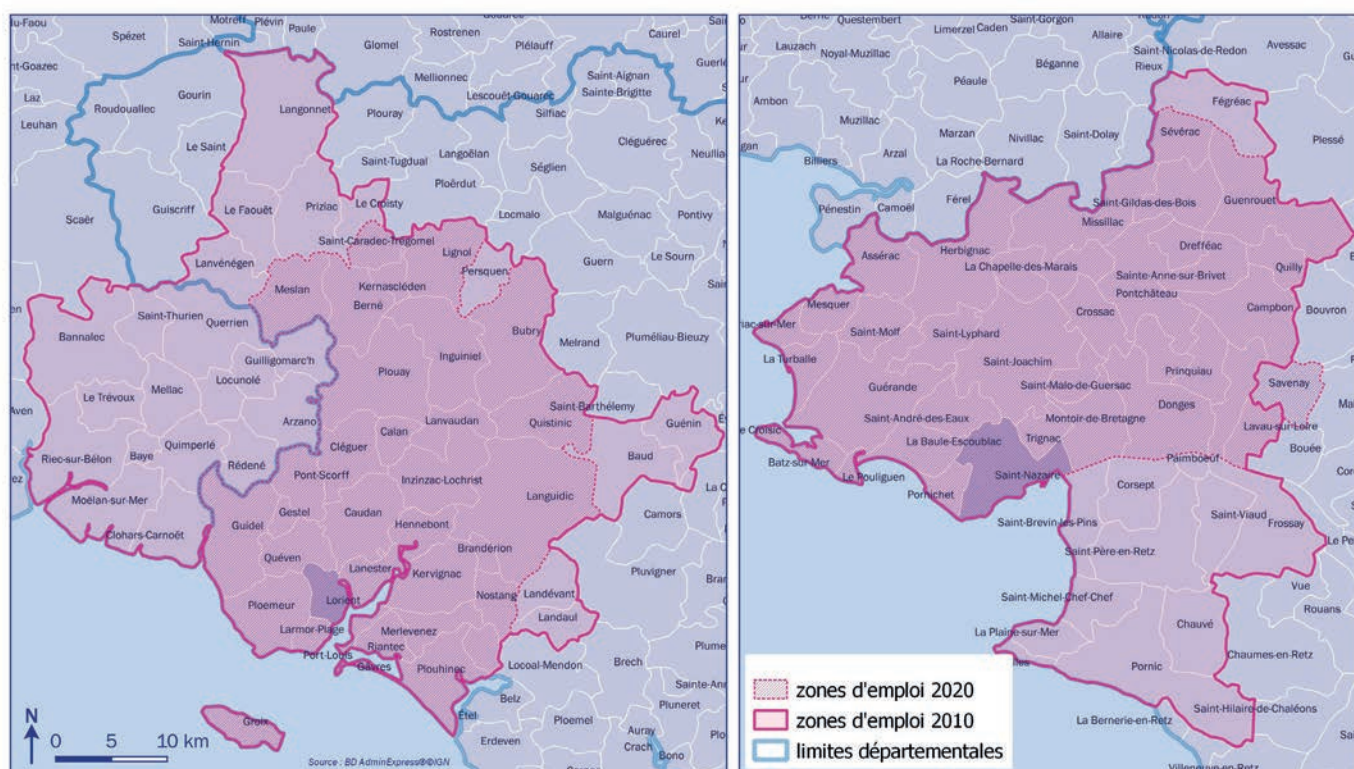 Motreff
Plévin
Paule
Rostrenen
Caurel
Spézet
Saint-Hernin
Glomel
Plélauff
Mellionnec
Saint-Aignan
Sainte-Brigitte
Laz
Roudouallec
Gourin
Langonnet
Lescouët-Gouarec
Silfiac
Leuhan
Plouray
Cléguérec
Le Saint
Saint-Tugdual
Langoëlan
Séglien
Ploërdut
Scaër
Guiscriff
Le Faouët
Priziac
Le Croisty
Locmalo
Malguénac
Pontivy
Saint-Caradec-Trégomel
Lignol
Guern
Le Sourn
Lanvénégen
Persquen
Meslan
Kernascléden
Berné
Saint-Thurien
Querrien
Bannalec
Bubry
Melrand
Pluméliau-Bieuzy
Guilligomarc'h
Inguiniel
Mellac
Locunolé
Plouay
Le Trévoux
Saint-Barthélemy
Aven
Arzano
Lanvaudan
Quistinic
Guénin
Calan
Quimperlé
Cléguer
Riec-sur-Bélon
Baye
Rédené
Baud
Pont-Scorff
Inzinzac-Lochrist
Moëlan-sur-Mer
Languidic
Guidel
Gestel
Caudan
Camors
Clohars-Carnoët
Hennebont
Quéven
Brandérion
Lanester
Kervignac
Pluvigner
Nostang
Landévant
Ploemeur
Lorient
Landaul
Larmor-Plage
Merlevenez
Riantec
Port-Louis
Gâvres
Plouhinec
Locoal-Mendon
Brech
Belz
Pluneret
Groix
Étel
Ploemel
Auray
Erdeven
Crach
Bono
N
0 5 10 km
Source : BD AdminExpress®©IGN
Questembert
Limerzel
Caden
Saint-Gorgon
Allaire
Lauzach
Noyal-Muzillac
Saint-Nicolas-de-Redon
Avessac
Rieux
Béganne
Péaule
Ambon
Fégréac
Muzillac
Marzan
Nivillac
Saint-Dolay
Sévérac
Plessé
Billiers
Arzal
La Roche-Bernard
Pénestin
Camoël
Férel
Saint-Gildas-des-Bois
Guenrouet
Missillac
Assérac
Herbignac
Drefféac
La Chapelle-des-Marais
Quilly
Sainte-Anne-sur-Brivet
Pontchâteau
Mesquer
Crossac
Campbon
Bouvron
Saint-Molf
Saint-Lyphard
La Turballe
Saint-Joachim
Prinquiau
Guérande
Saint-Malo-de-Guersac
Savenay
Donges
Saint-André-des-Eaux
Montoir-de-Bretagne
Lavau-sur-Loire
La Baule-Escoublac
Trignac
Bouée
Batz-sur-Mer
Le Pouliguen
Paimboeuf
Saint-Nazaire
Corsept
Pornichet
Saint-Viaud
Saint-Brevin-les-Pins
Frossay
Saint-Père-en-Retz
Vue
Saint-Michel-Chef-Chef
Rouans
Chauvé
La Plaine-sur-Mer
Chaumes-en-Retz
Pornic
Saint-Hilaire-de-Chaléons
La Bernerie-en-Retz
Villeneuve-en-Retz
zones d'emploi 2020
zones d'emploi 2010
limites départementales